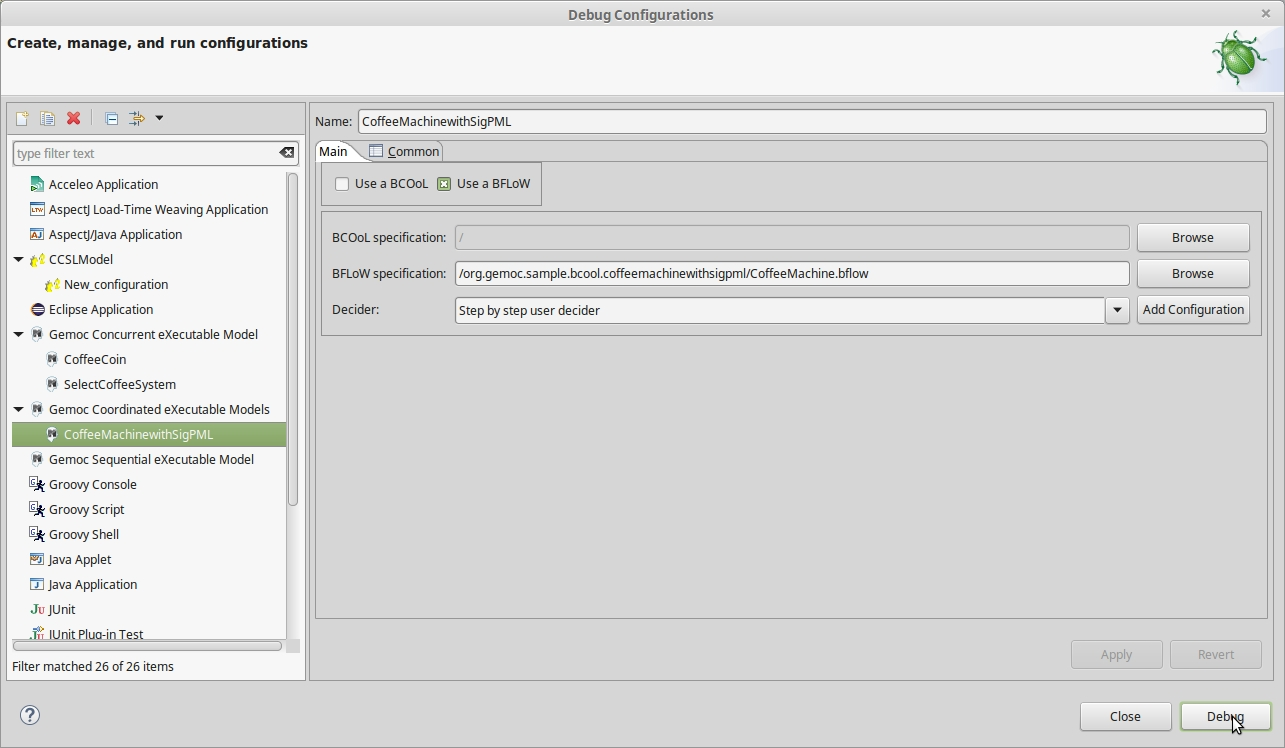 Debug Configurations
Create, manage, and run configurations
type filter text
Acceleo Application
AspectJ Load-Time Weaving Application
AspectJ/Java Application
CCSLModel
New_configuration
Eclipse Application
Gemoc Concurrent eXecutable Model
CoffeeCoin
SelectCoffeeSystem
Gemoc Coordinated eXecutable Models
CoffeeMachinewithSigPML
Gemoc Sequential eXecutable Model
Groovy Console
Groovy Script
Groovy Shell
Java Applet
Java Application
JUnit
JUnit Plug-in Test
Filter matched 26 of 26 items
Name: CoffeeMachinewithSigPML
Main Common
Use a BCOoL Use a BFLoW
BCOoL specification: / Browse
BFLoW specification: /org.gemoc.sample.bcool.coffeemachinewithsigpml/CoffeeMachine.bflow Browse
Decider: Step by step user decider Add Configuration
Apply Revert
Close Debug